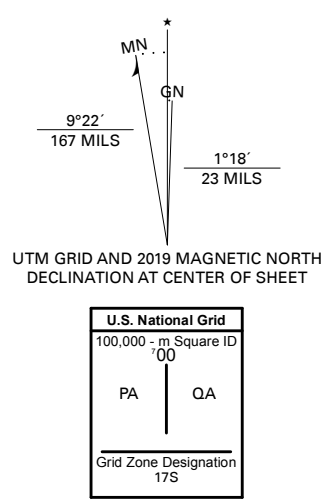 ★
MN
GN
9°22´
167 MILS
1°18´
23 MILS
UTM GRID AND 2019 MAGNETIC NORTH
DECLINATION AT CENTER OF SHEET
U.S. National Grid
100,000 - m Square ID
⁷00
PA QA
Grid Zone Designation
17S